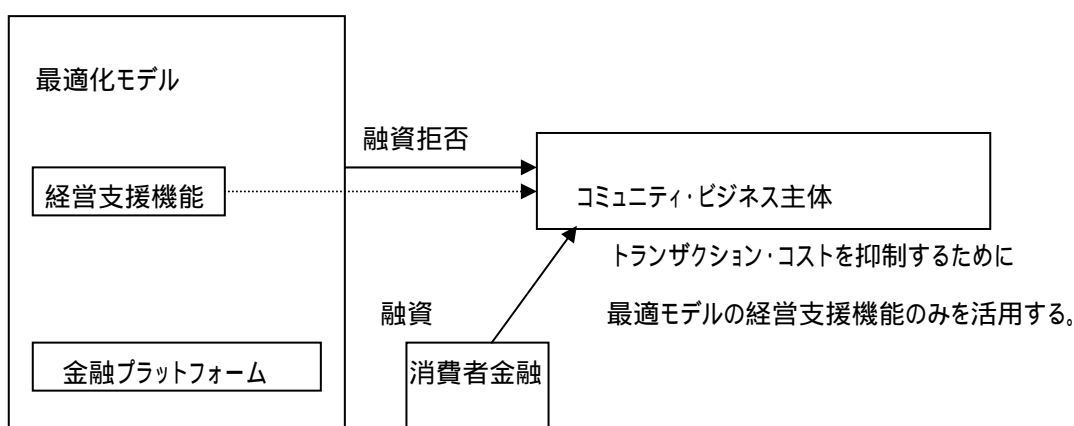 最適化モデル
融資拒否
経営支援機能
コミュニティ・ビジネス主体
トランザクション・コストを抑制するために
融資
最適モデルの経営支援機能のみを活用する。
金融プラットフォーム
消費者金融